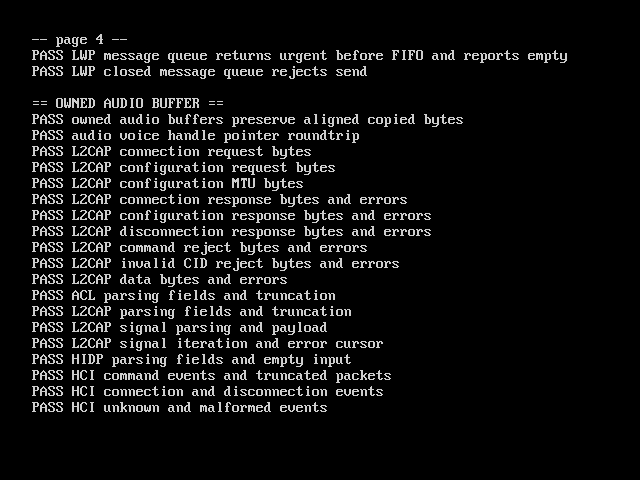 -- page 4 --
PASS LWP message queue returns urgent before FIFO and reports empty
PASS LWP closed message queue rejects send
== OWNED AUDIO BUFFER ==
PASS owned audio buffers preserve aligned copied bytes
PASS audio voice handle pointer roundtrip
PASS L2CAP connection request bytes
PASS L2CAP configuration request bytes
PASS L2CAP configuration MTU bytes
PASS L2CAP connection response bytes and errors
PASS L2CAP configuration response bytes and errors
PASS L2CAP disconnection response bytes and errors
PASS L2CAP command reject bytes and errors
PASS L2CAP invalid CID reject bytes and errors
PASS L2CAP data bytes and errors
PASS ACL parsing fields and truncation
PASS L2CAP parsing fields and truncation
PASS L2CAP signal parsing and payload
PASS L2CAP signal iteration and error cursor
PASS HIDP parsing fields and empty input
PASS HCI command events and truncated packets
PASS HCI connection and disconnection events
PASS HCI unknown and malformed events